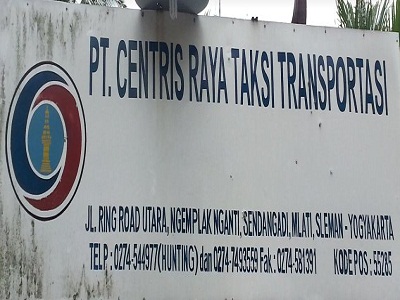 PT. CENTRIS RAYA TAKSI TRANSPORTASI
JL. RING ROAD UTARA, NGEMPLAK NGANTI, SENDANGADI, MLATI, SLEMAN - YOGYAKARTA
TELP : 0274-544977(HUNTING) dan 0274-7493559 Fak : 0274-581391 KODE POS : 55285